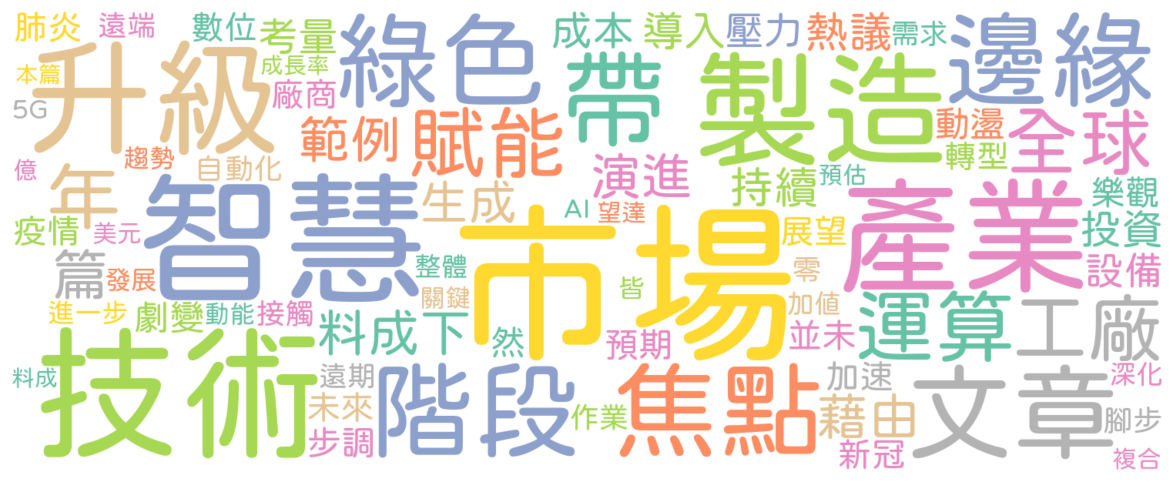 肺炎
遠端
數位
考量
綠色
成本
導入
壓力
熱議
需求
邊緣
本篇
升級
成長率
帶
製造
5G
廠商
範例
賦能
動盪
全球
億
趨勢
自動化
轉型
年
智慧
生成
演進
持續
預估
產業
樂觀
疫情
美元
AI
望達
市場
展望
投資
篇
發展
整體
零
設備
關鍵
皆
加值
進一步
劇變
動能
接觸
料成下
然
預期
並未
運算
工廠
技術
料成
遠期
階段
焦點
加速
文章
深化
未來
作業
藉由
腳步
步調
新冠
複合